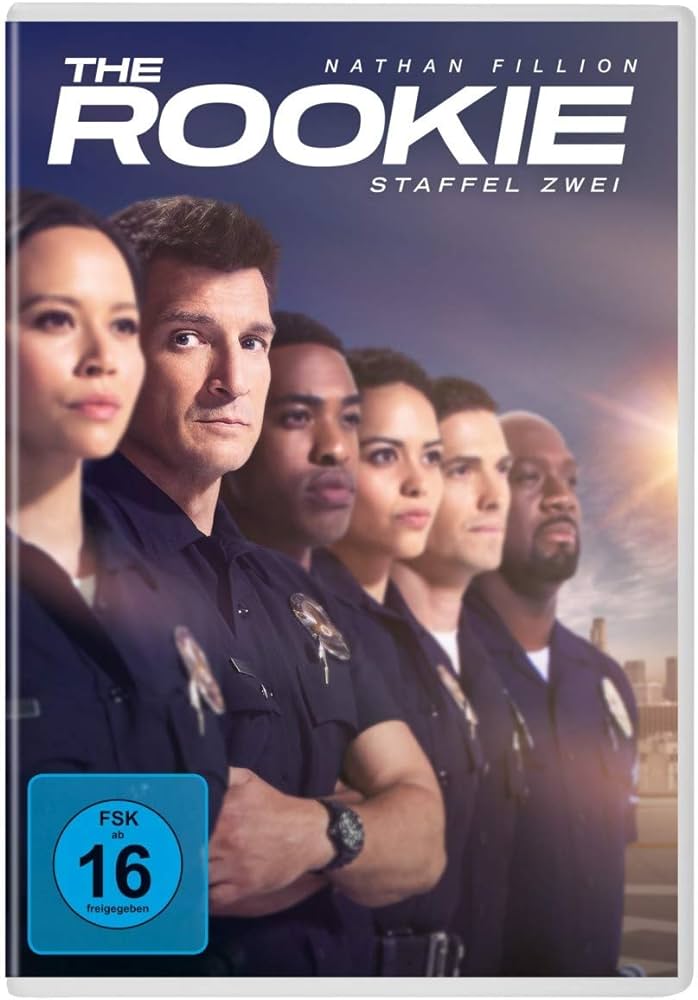 THE
NATHAN FILLION
ROOKIE
STAFFEL ZWEI
FSK
ab
16
freigegeben